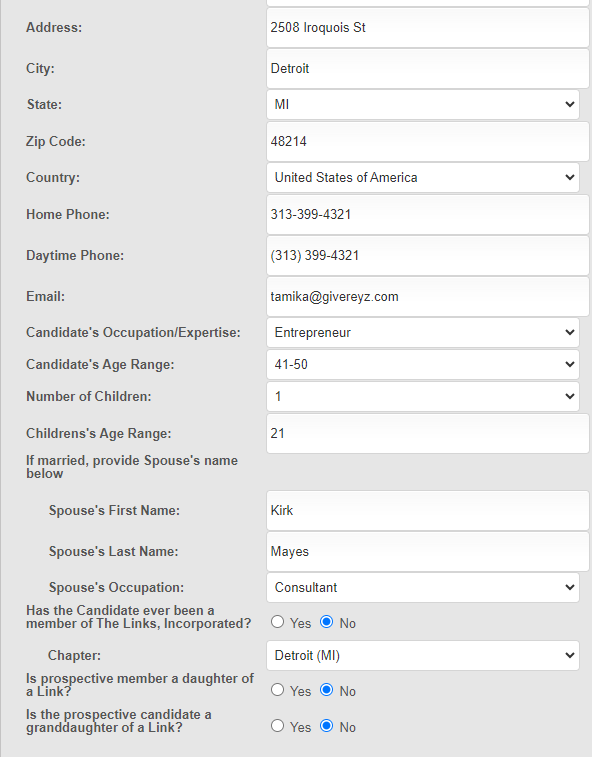 Address: 2508 Iroquois St
City: Detroit
State: MI
Zip Code: 48214
Country: United States of America
Home Phone: 313-399-4321
Daytime Phone: (313) 399-4321
Email: tamika@givereyz.com
Candidate's Occupation/Expertise: Entrepreneur
Candidate's Age Range: 41-50
Number of Children: 1
Childrens's Age Range: 21
If married, provide Spouse's name
below
Spouse's First Name: Kirk
Spouse's Last Name: Mayes
Spouse's Occupation: Consultant
Has the Candidate ever been a
member of The Links, Incorporated? Yes No
Chapter: Detroit (MI)
Is prospective member a daughter of
a Link? Yes No
Is the prospective candidate a
granddaughter of a Link? Yes No